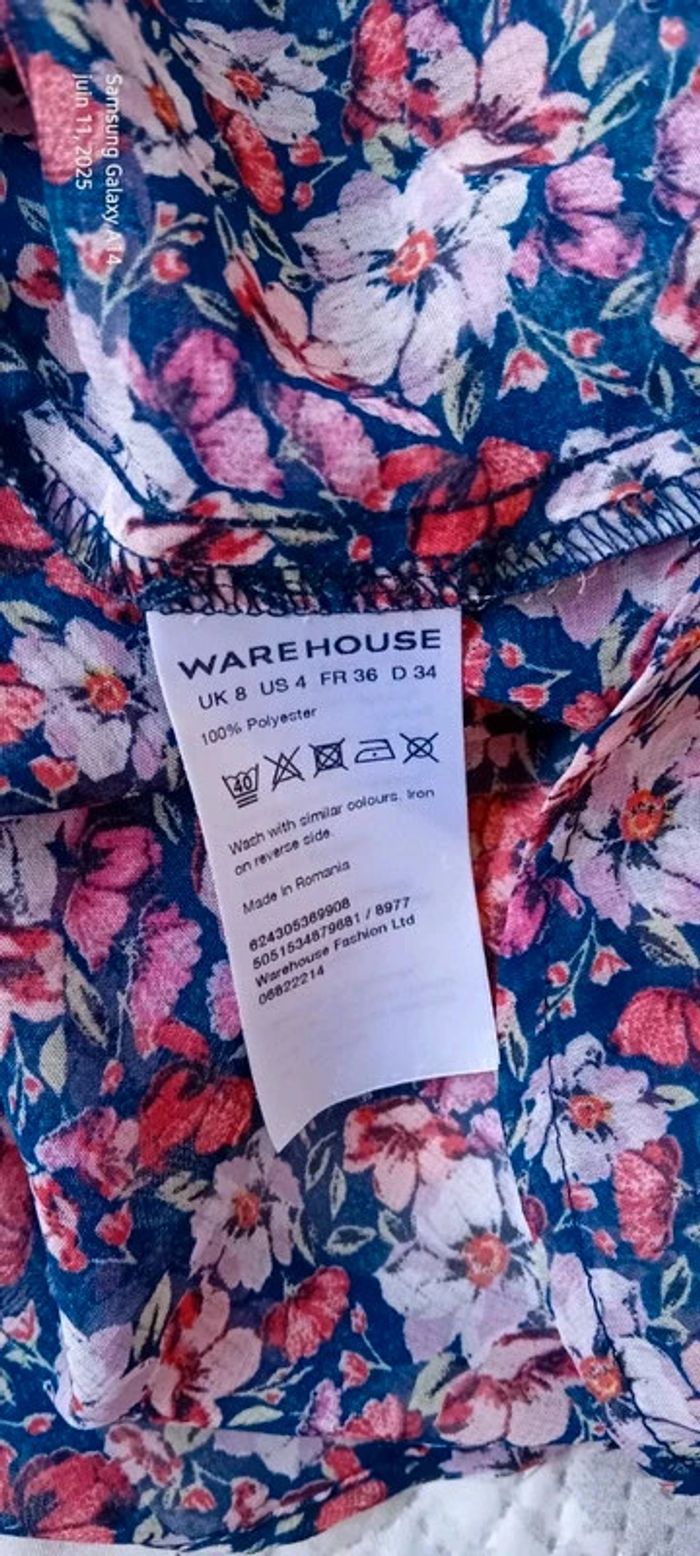 Samsung Galaxy A14
juin 11, 2025
WAREHOUSE
UK 8 US 4 FR 36 D 34
100% Polyester
40
Wash with similar colours. Iron
on reverse side.
Made in Romania
624305369908
5051534879681 / 8977
Warehouse Fashion Ltd
06822214